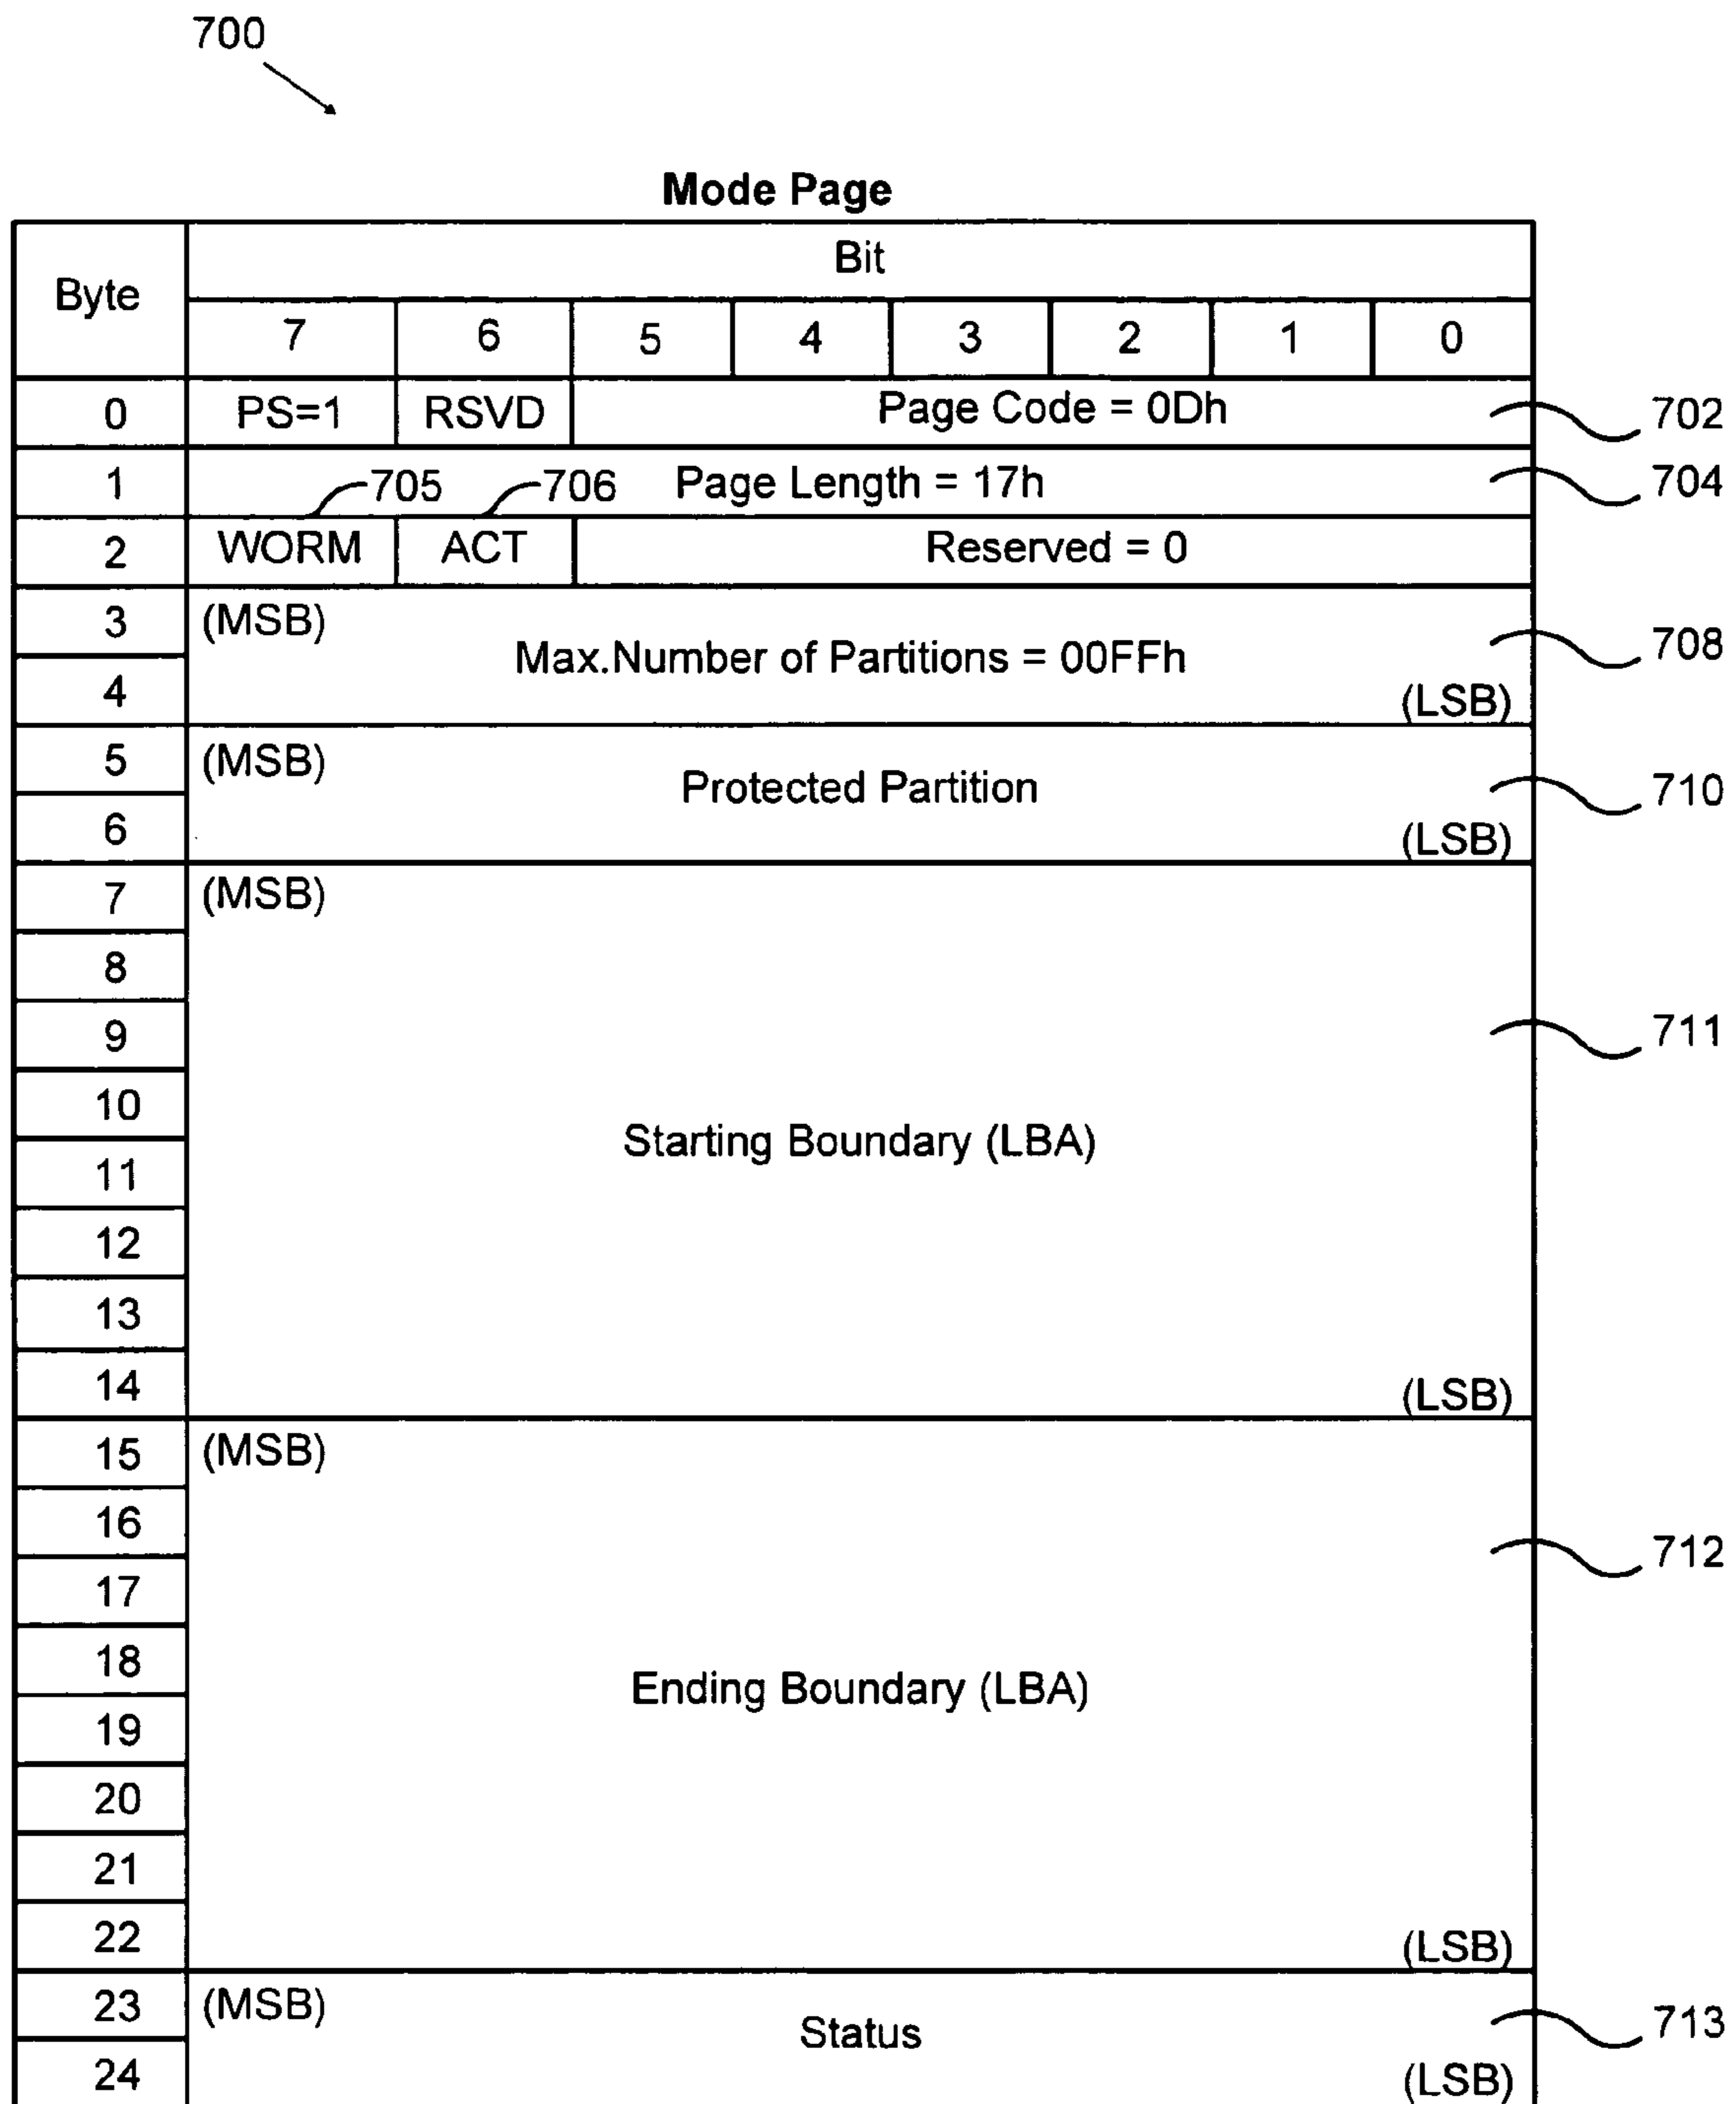 700
Mode Page
Byte
Bit
7 6 5 4 3 2 1 0
0 PS=1 RSVD Page Code = 0Dh 702
1 705 706 Page Length = 17h 704
2 WORM ACT Reserved = 0
3 (MSB)
Max.Number of Partitions = 00FFh 708
4 (LSB)
5 (MSB)
Protected Partition 710
6 (LSB)
7 (MSB)
8
9 711
10
11 Starting Boundary (LBA)
12
13
14 (LSB)
15 (MSB)
16
712
17
18
Ending Boundary (LBA)
19
20
21
22 (LSB)
23 (MSB)
Status 713
24 (LSB)